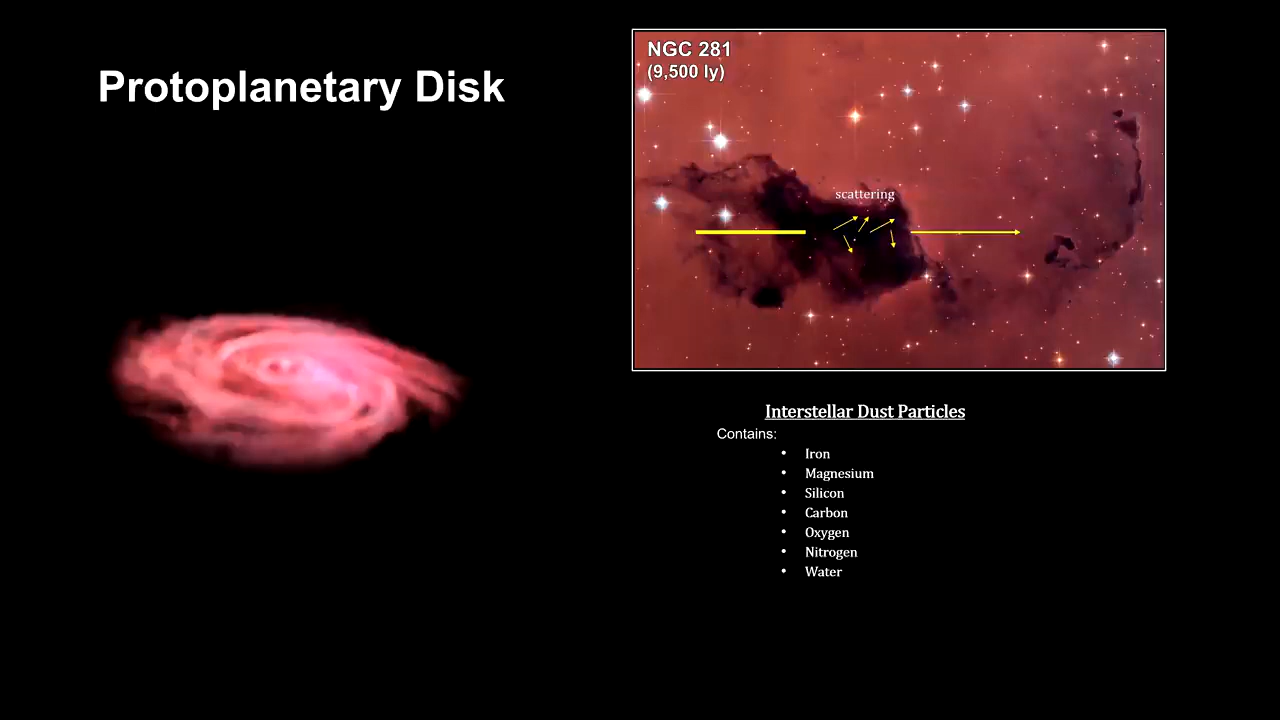 Protoplanetary Disk
NGC 281
(9,500 ly)
scattering
Interstellar Dust Particles
Contains:
• Iron
• Magnesium
• Silicon
• Carbon
• Oxygen
• Nitrogen
• Water